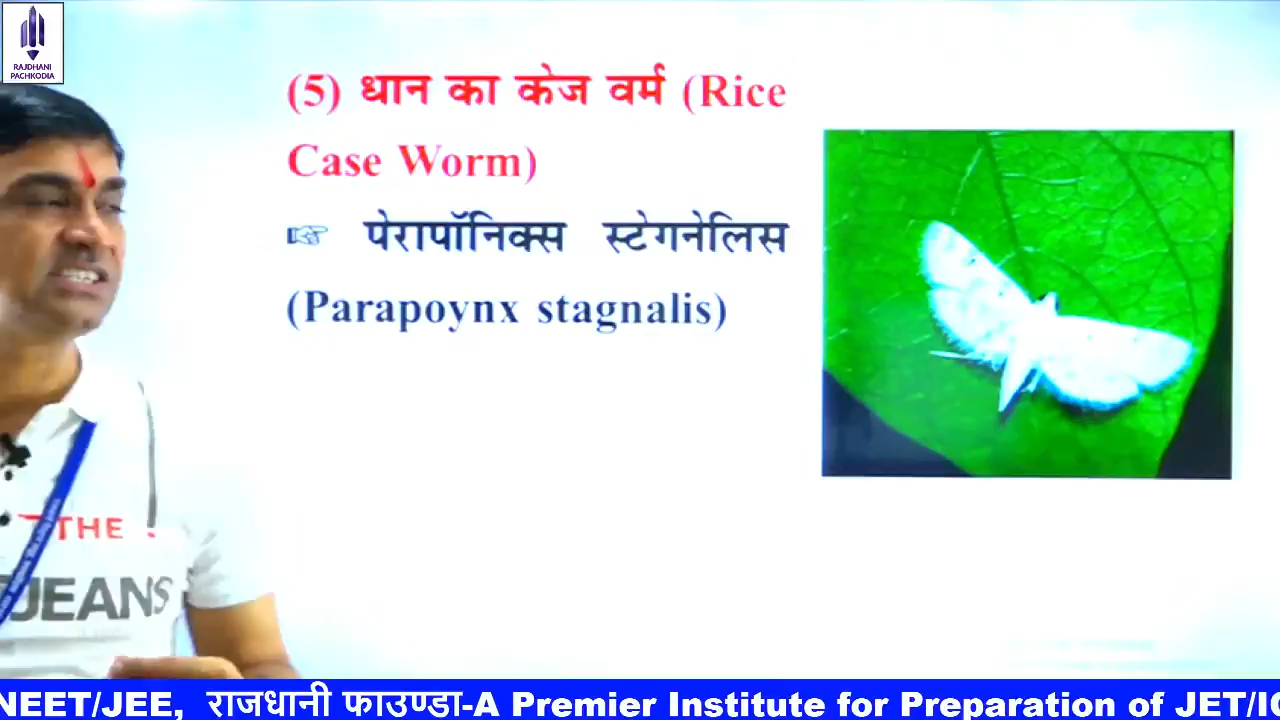 RAJDHANI
PACHKODIA
(5) धान का केज वर्म (Rice
Case Worm)
☞ पेरापॉनिक्स स्टेगनेलिस
(Parapoynx stagnalis)
THE
JEANS
NEET/JEE, राजधानी फाउण्डा-A Premier Institute for Preparation of JET/IC